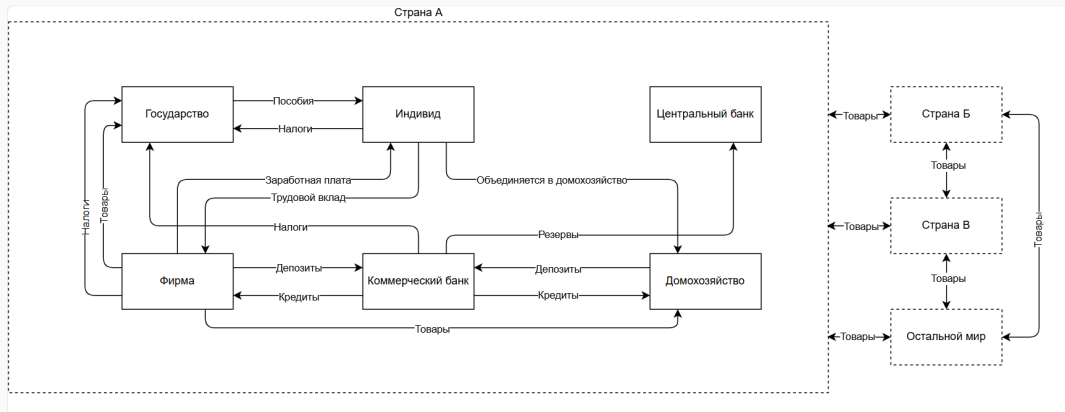 Страна А
Государство
Пособия
Индивид
Налоги
Центральный банк
Товары
Страна Б
Товары
Заработная плата
Объединяется в домохозяйство
Трудовой вклад
Товары
Налоги
Налоги
Резервы
Товары
Страна В
Товары
Фирма
Депозиты
Коммерческий банк
Депозиты
Домохозяйство
Кредиты
Кредиты
Товары
Товары
Товары
Остальной мир